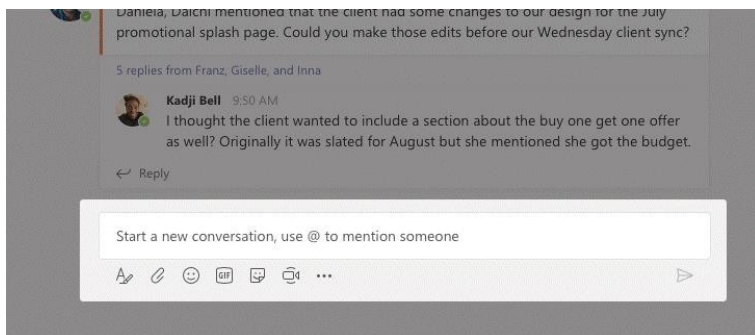 Daniela, Daichi mentioned that the client had some changes to our design for the July
promotional splash page. Could you make those edits before our Wednesday client sync?
5 replies from Franz, Giselle, and Inna
Kadji Bell 9:50 AM
I thought the client wanted to include a section about the buy one get one offer
as well? Originally it was slated for August but she mentioned she got the budget.
Reply
Start a new conversation, use @ to mention someone
GIF